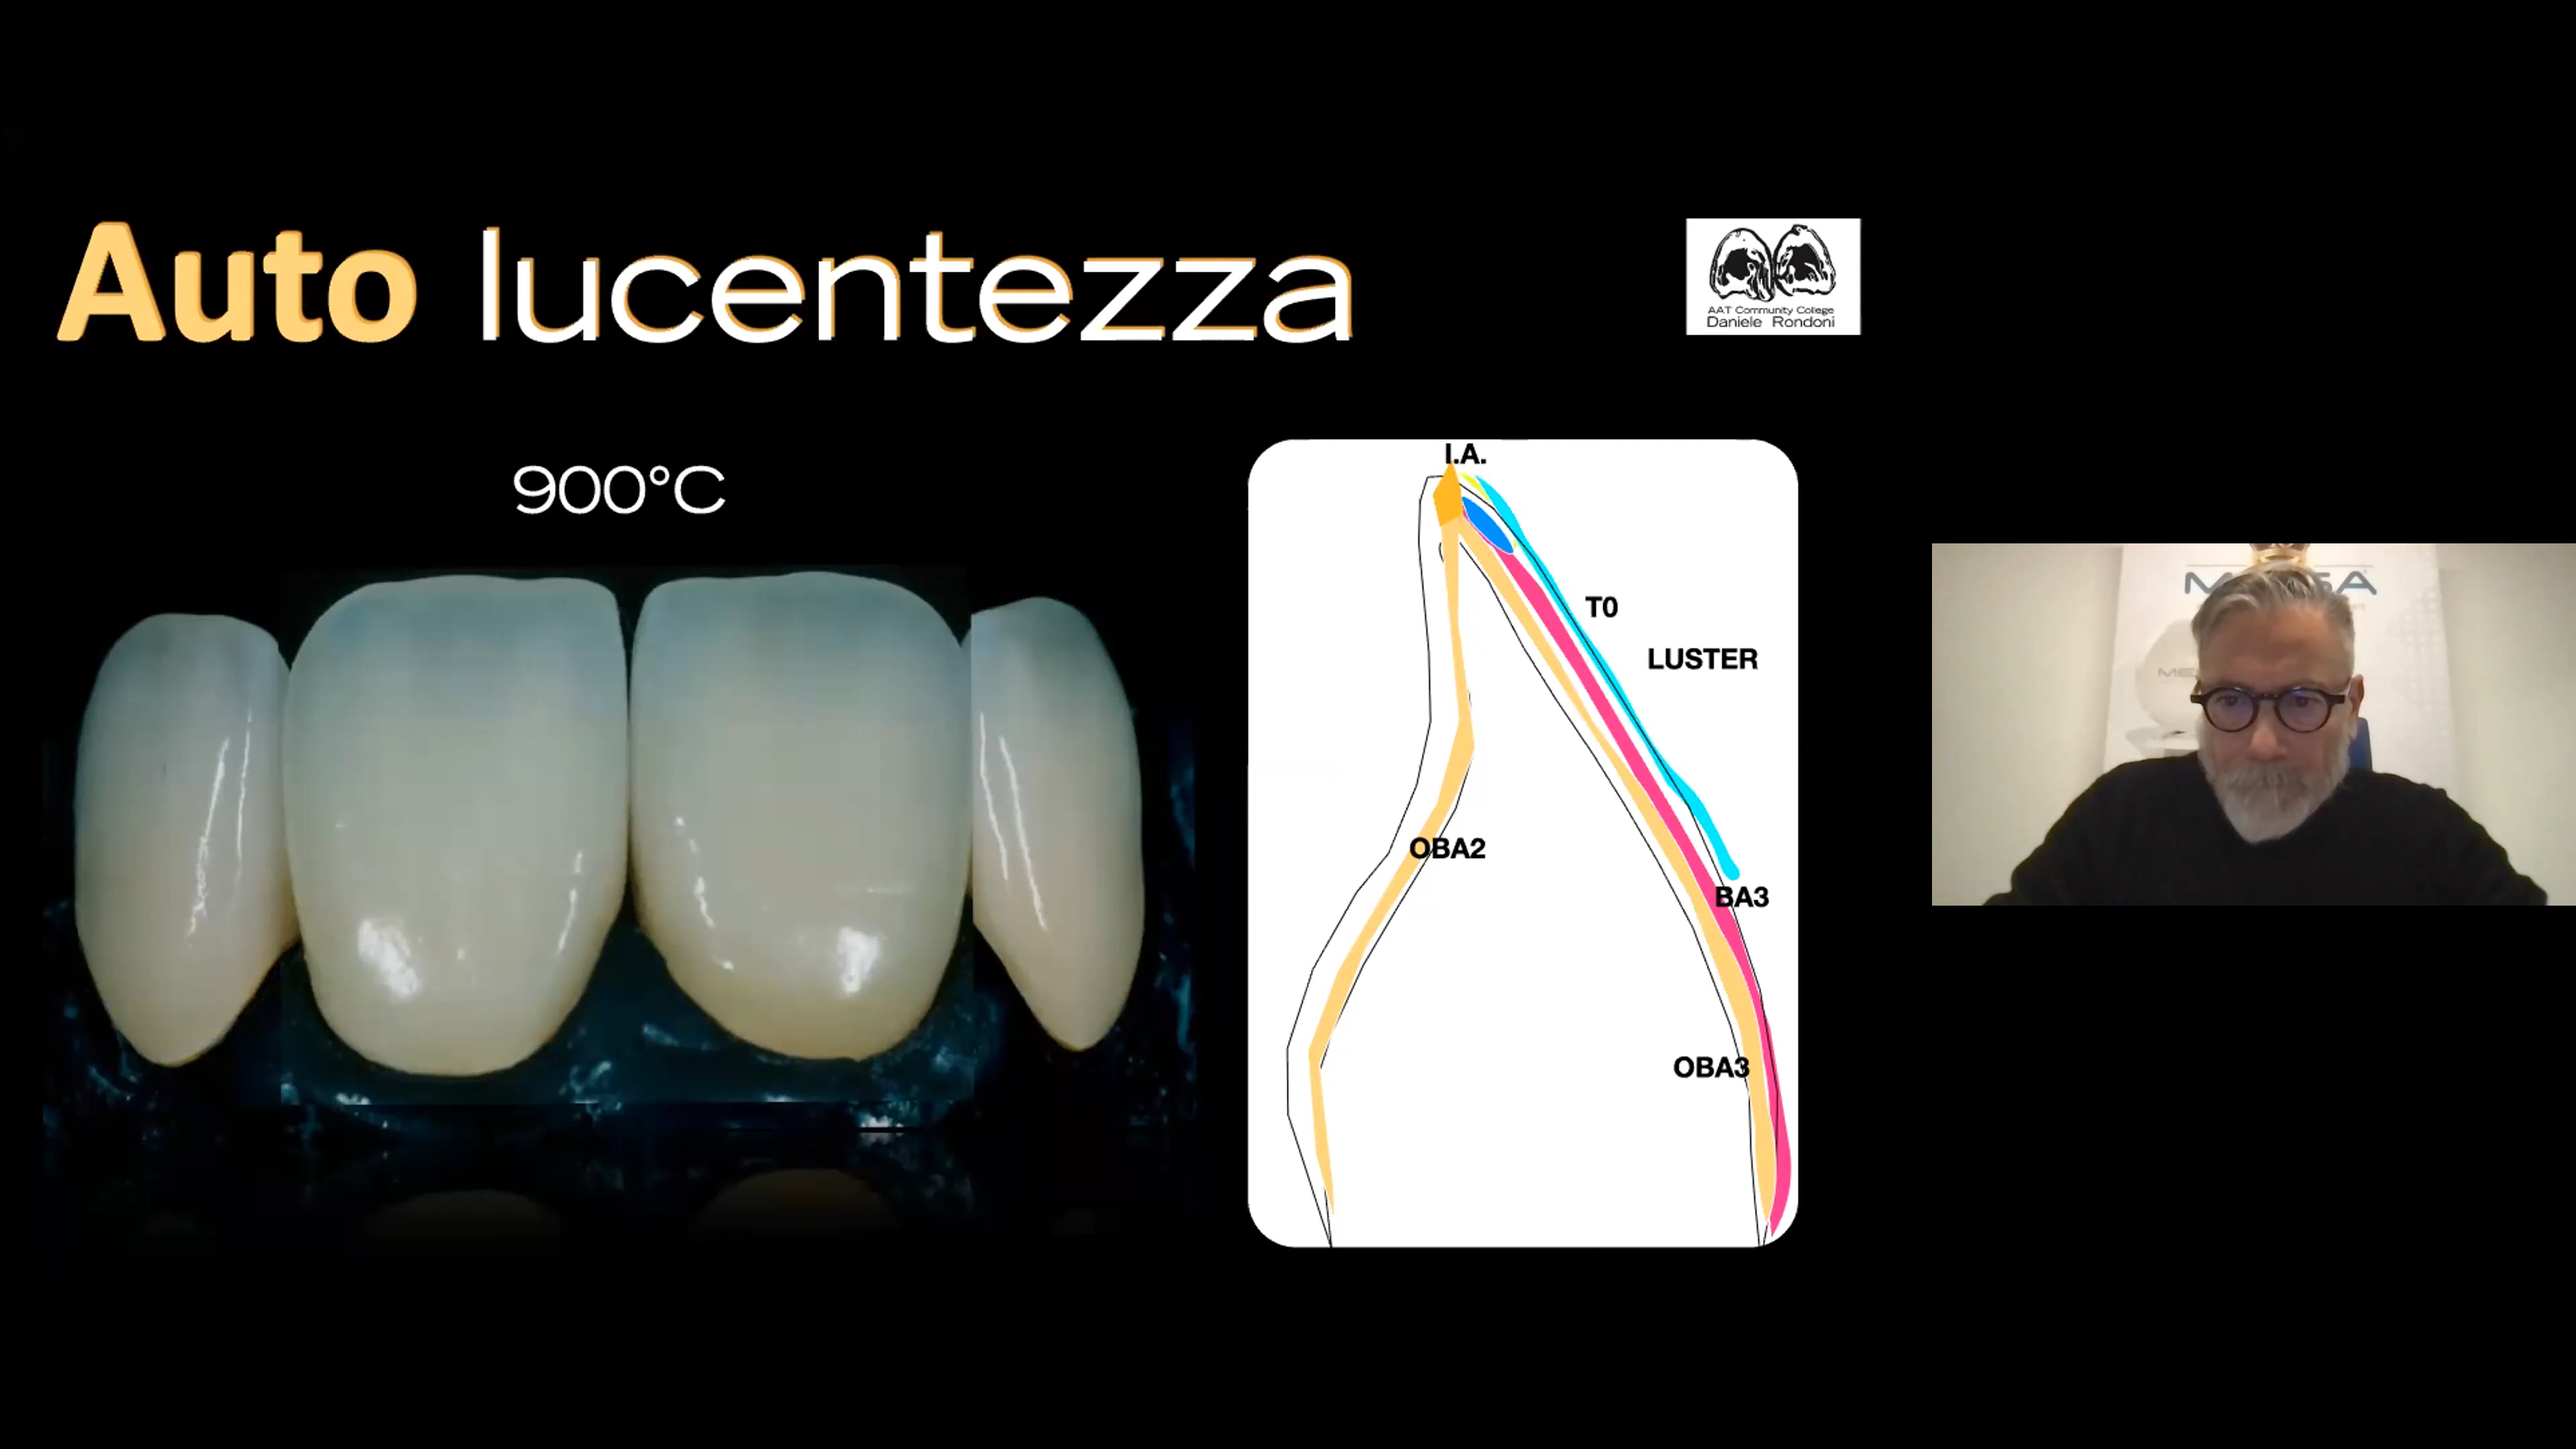 Auto lucentezza
AAT Community College
Daniele Rondoni
900°C
I.A.
T0
LUSTER
OBA2
BA3
OBA3